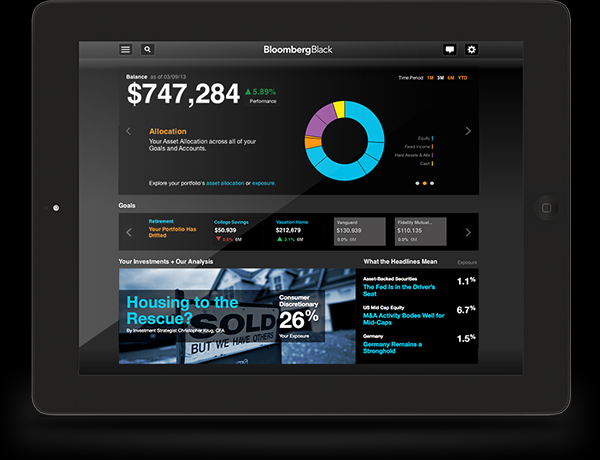 BloombergBlack
Balance as of 03/09/13
$747,284
5.89%
Performance
Time Period 1M 3M 6M YTD
Allocation
Your Asset Allocation across all of your
Goals and Accounts.
Equity
Fixed Income
Hard Assets & Alts
Cash
Explore your portfolio's asset allocation or exposure.
Goals
Retirement
Your Portfolio Has
Drifted
College Savings
$50,939
0.6% 6M
Vacation Home
$212,679
3.1% 6M
Vanguard
$130,939
0.0% 6M
Fidelity Mutual...
$110,135
0.0% 6M
Your Investments + Our Analysis
Housing to the
Rescue?
By Investment Strategist Christopher Krug, CFA
SOLD
BUT WE HAVE OTHERS
Consumer
Discretionary
26%
Your Exposure
What the Headlines Mean Exposure
Asset-Backed Securities
The Fed Is in the Driver's
Seat
1.1%
US Mid Cap Equity
M&A Activity Bodes Well for
Mid-Caps
6.7%
Germany
Germany Remains a
Stronghold
1.5%